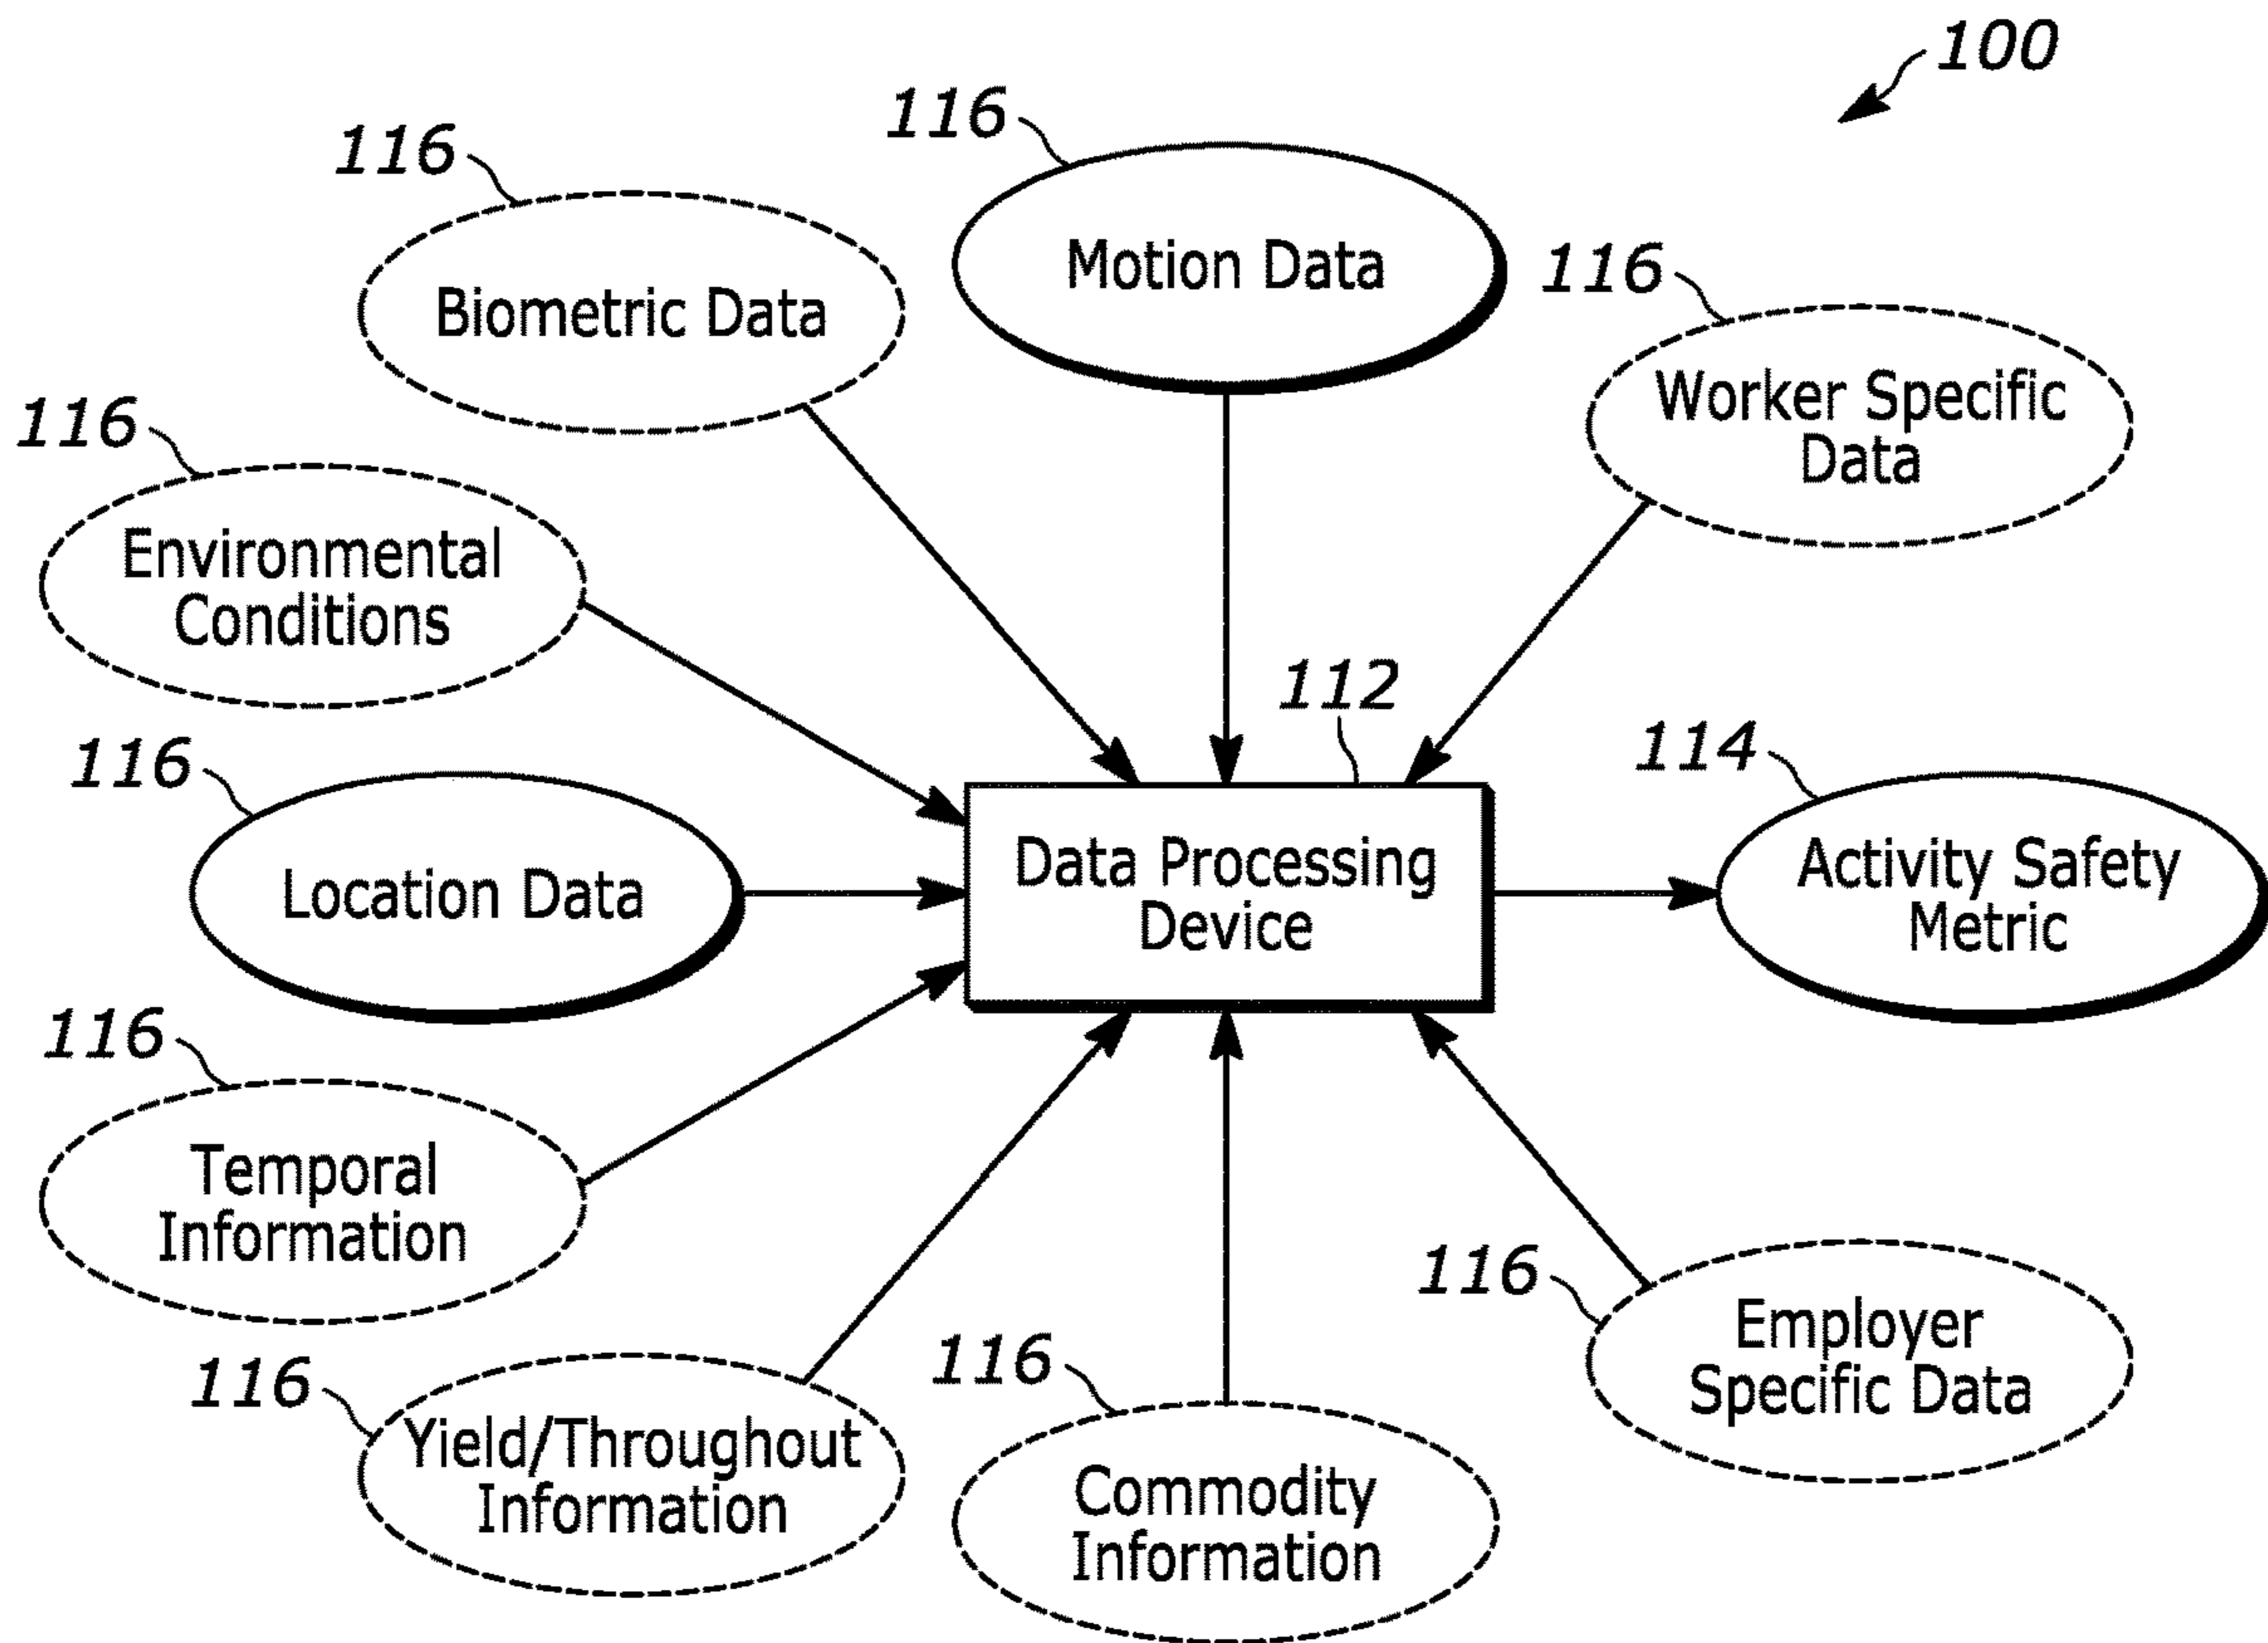 100
116
Motion Data
116
Biometric Data
116
Worker Specific
Data
116
Environmental
Conditions
112
Data Processing
Device
114
Activity Safety
Metric
116
Location Data
116
Temporal
Information
116
Yield/Throughout
Information
116
Commodity
Information
116
Employer
Specific Data